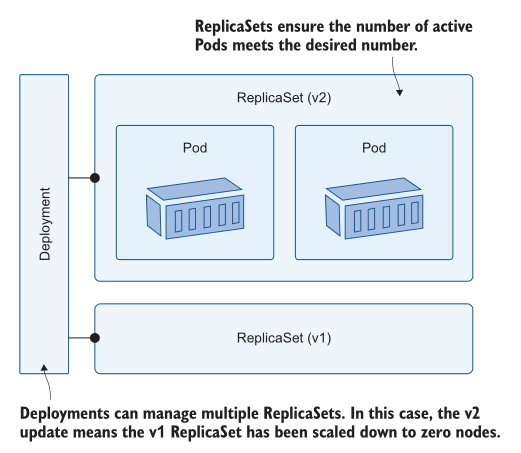 ReplicaSets ensure the number of active
Pods meets the desired number.
ReplicaSet (v2)
Pod
Pod
Deployment
ReplicaSet (v1)
Deployments can manage multiple ReplicaSets. In this case, the v2
update means the v1 ReplicaSet has been scaled down to zero nodes.